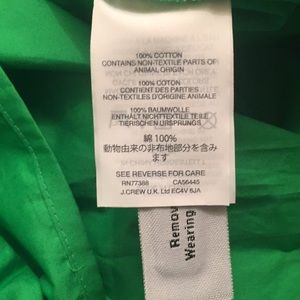 100% COTTON
CONTAINS NON-TEXTILE PARTS OF
ANIMAL ORIGIN
100% COTON
CONTIENT DES PARTIES
NON-TEXTILES D'ORIGINE ANIMALE
100% BAUMWOLLE
ENTHÄLT NICHTTEXTILE TEILE
TIERISCHEN URSPRUNGS
綿 100%
動物由来の非布地部分を含
みます
SEE REVERSE FOR CARE
RN77388 CA56445
J.CREW U.K. Ltd EC4V 6JA
Remov
Wearing